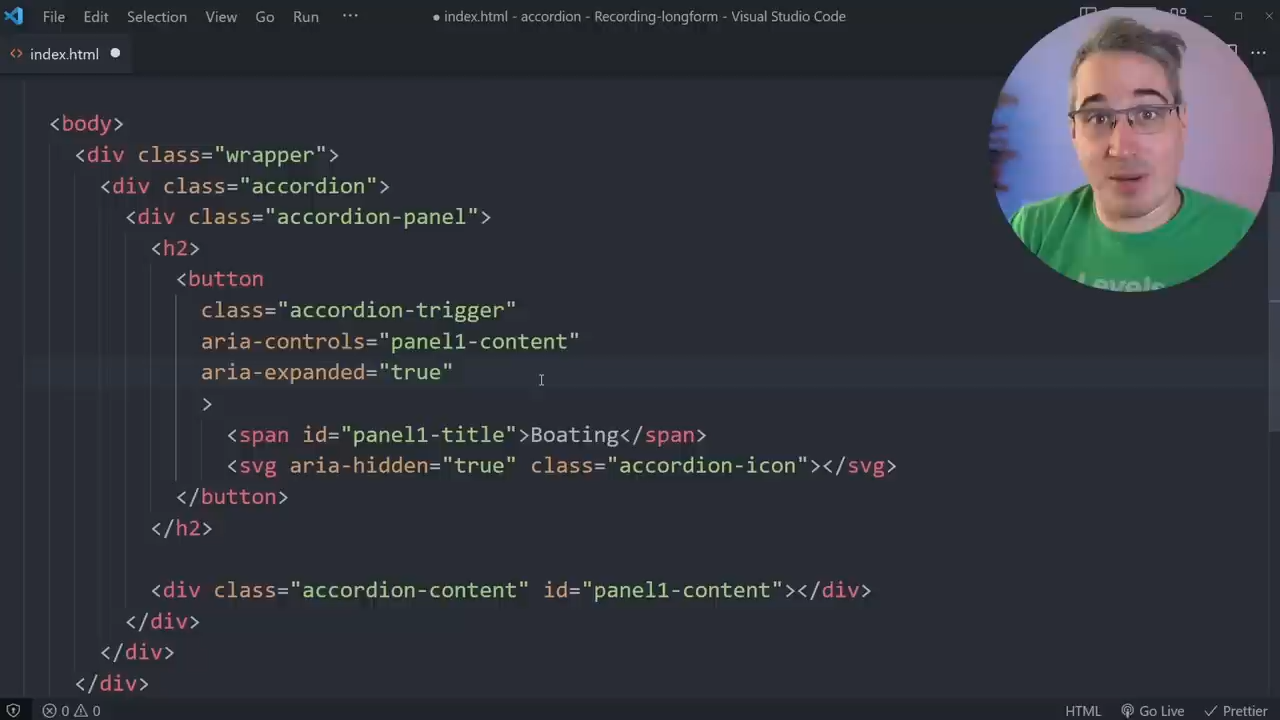 File Edit Selection View Go Run ··· ● index.html - accordion - Recording-longform - Visual Studio Code
<> index.html ●
<body>
<div class="wrapper">
<div class="accordion">
<div class="accordion-panel">
<h2>
<button
class="accordion-trigger"
aria-controls="panel1-content"
aria-expanded="true"
>
<span id="panel1-title">Boating</span>
<svg aria-hidden="true" class="accordion-icon"></svg>
</button>
</h2>
<div class="accordion-content" id="panel1-content"></div>
</div>
</div>
</div>
Levels
0 0 HTML Go Live Prettier